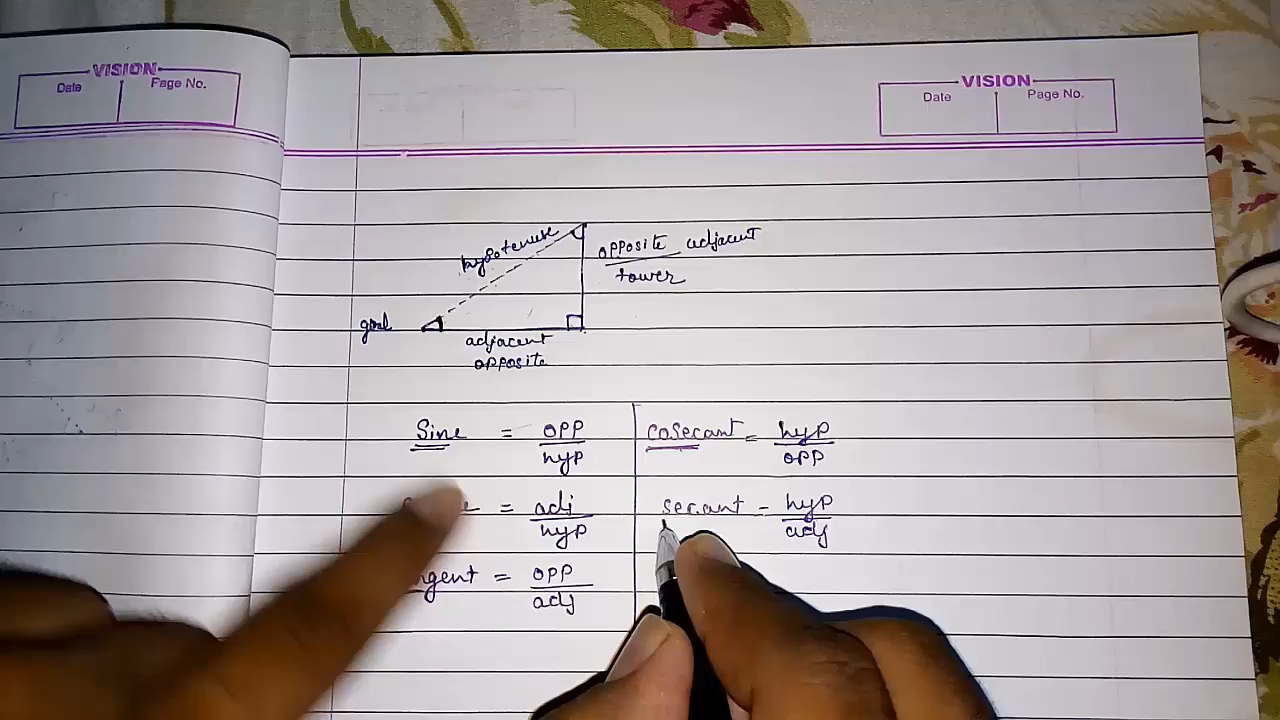 VISION
Date Page No.
VISION
Date Page No.
hypotenuse
opposite adjacent
tower
goal
adjacent
opposite
Sine = opp/hyp
cosecant = hyp/opp
= adj/hyp
secant = hyp/adj
= opp/adj